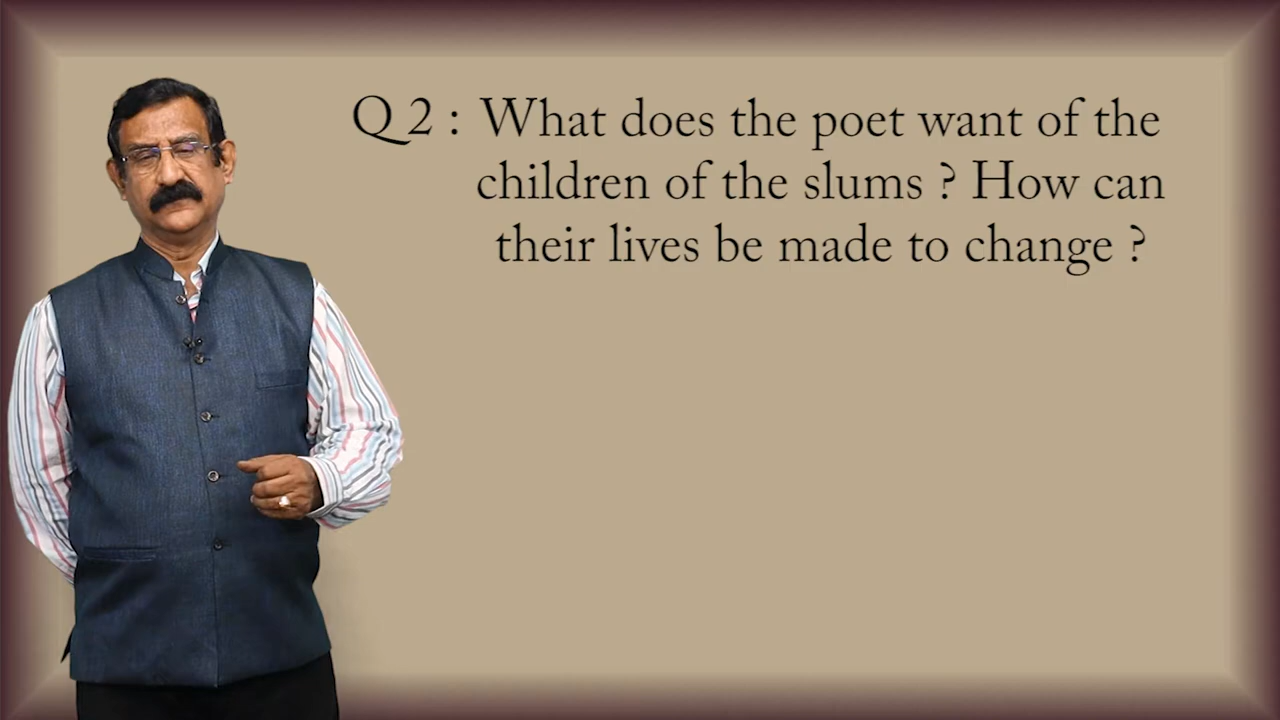 Q 2 : What does the poet want of the
children of the slums ? How can
their lives be made to change ?